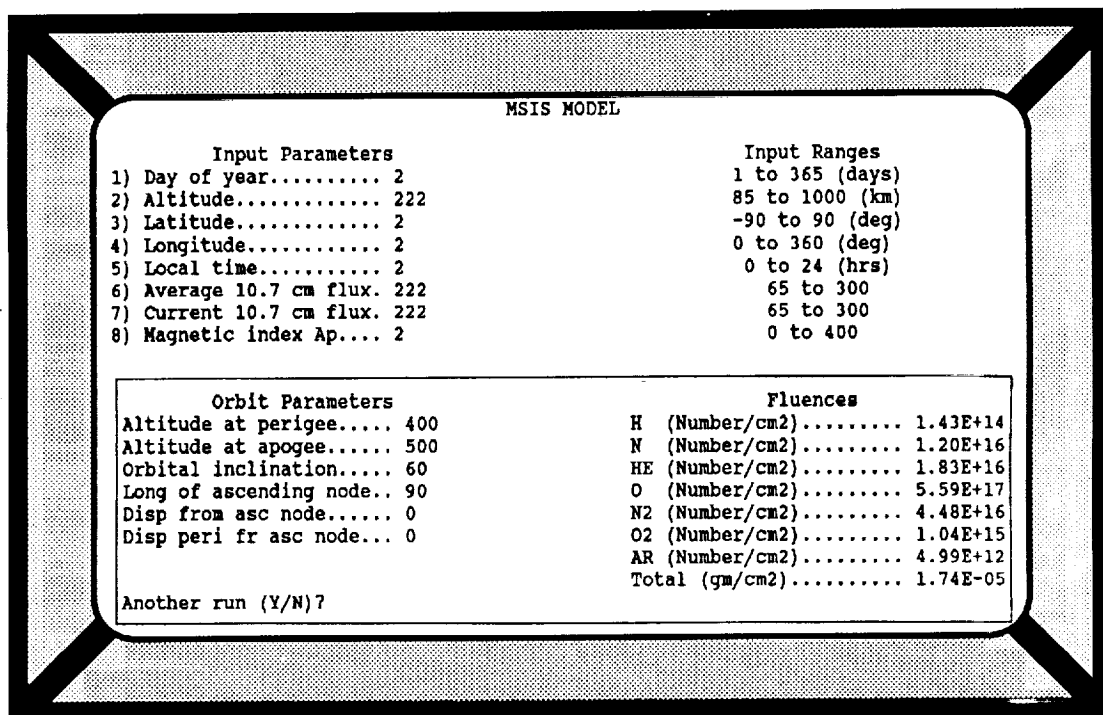 MSIS MODEL
Input Parameters
1) Day of year.......... 2
2) Altitude............. 222
3) Latitude............. 2
4) Longitude............ 2
5) Local time........... 2
6) Average 10.7 cm flux. 222
7) Current 10.7 cm flux. 222
8) Magnetic index Ap.... 2
Input Ranges
1 to 365 (days)
85 to 1000 (km)
-90 to 90 (deg)
0 to 360 (deg)
0 to 24 (hrs)
65 to 300
65 to 300
0 to 400
Orbit Parameters
Altitude at perigee..... 400
Altitude at apogee...... 500
Orbital inclination..... 60
Long of ascending node.. 90
Disp from asc node...... 0
Disp peri fr asc node... 0
Another run (Y/N)?
Fluences
H (Number/cm2)......... 1.43E+14
N (Number/cm2)......... 1.20E+16
HE (Number/cm2)......... 1.83E+16
O (Number/cm2)......... 5.59E+17
N2 (Number/cm2)......... 4.48E+16
O2 (Number/cm2)......... 1.04E+15
AR (Number/cm2)......... 4.99E+12
Total (gm/cm2).......... 1.74E-05